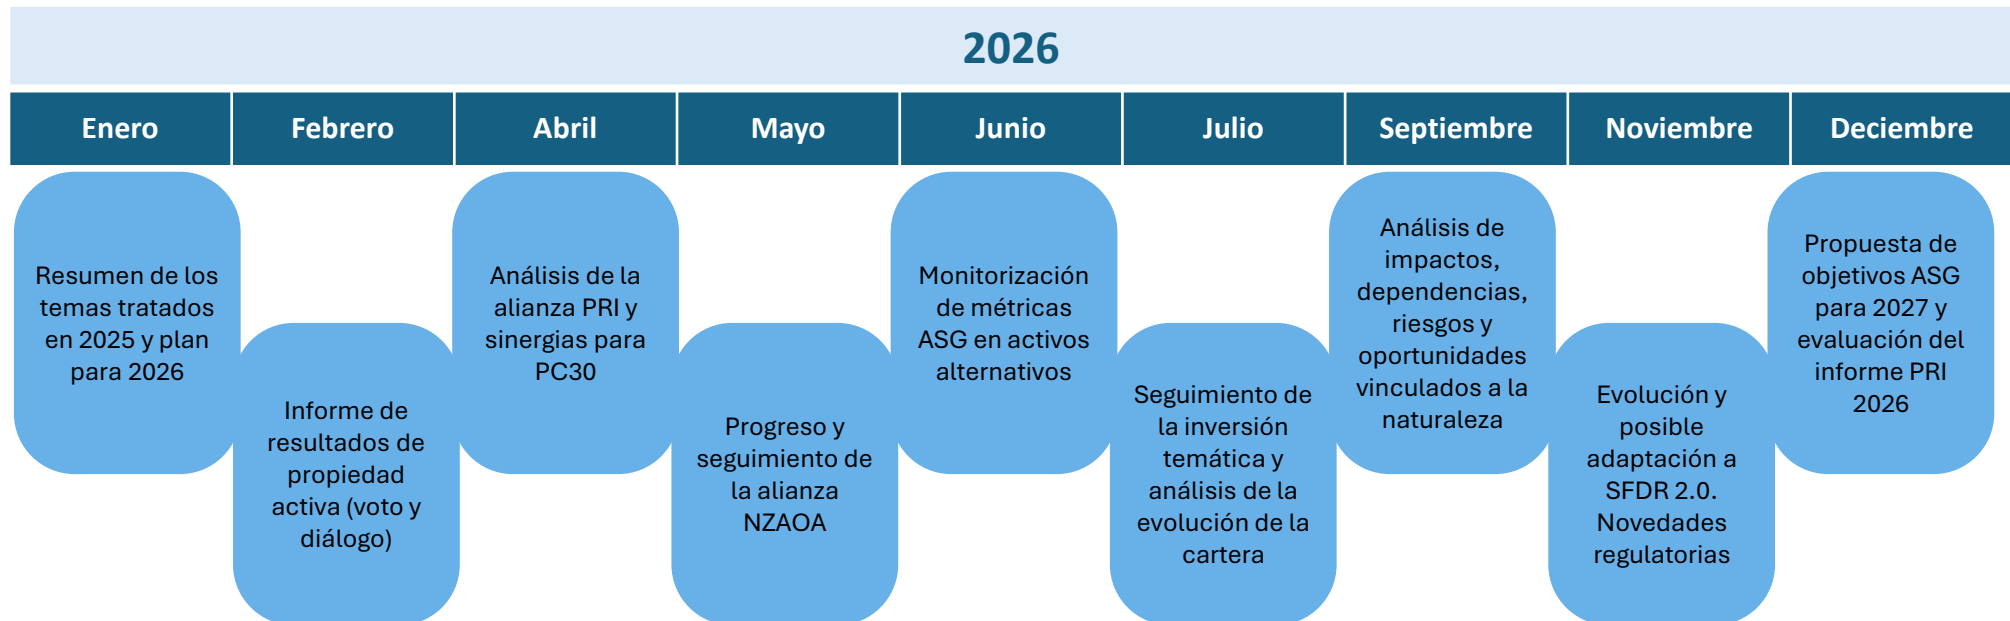 2026
Enero
Febrero
Abril
Mayo
Junio
Julio
Septiembre
Noviembre
Deciembre
Resumen de los
temas tratados
en 2025 y plan
para 2026
Informe de
resultados de
propiedad
activa (voto y
diálogo)
Análisis de la
alianza PRI y
sinergias para
PC30
Progreso y
seguimiento de
la alianza
NZAOA
Monitorización
de métricas
ASG en activos
alternativos
Seguimiento de
la inversión
temática y
análisis de la
evolución de la
cartera
Análisis de
impactos,
dependencias,
riesgos y
oportunidades
vinculados a la
naturaleza
Evolución y
posible
adaptación a
SFDR 2.0.
Novedades
regulatorias
Propuesta de
objetivos ASG
para 2027 y
evaluación del
informe PRI
2026